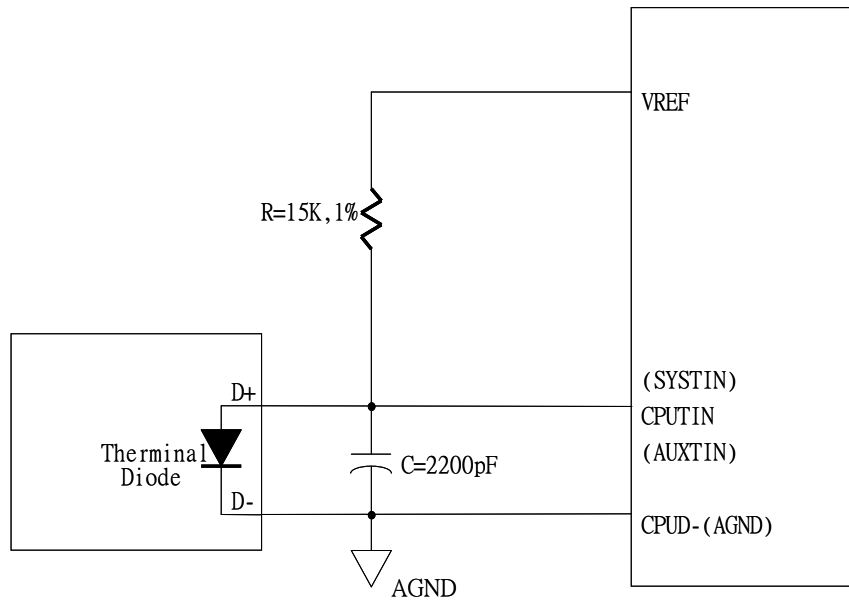 VREF
R=15K,1%
(SYSTIN)
D+
CPUTIN
Therminal
Diode
(AUXTIN)
C=2200pF
D-
CPUD-(AGND)
AGND